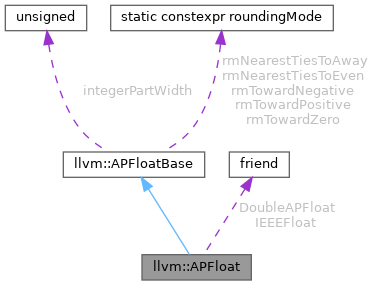 unsigned
static constexpr roundingMode
integerPartWidth
rmNearestTiesToAway
rmNearestTiesToEven
rmTowardNegative
rmTowardPositive
rmTowardZero
llvm::APFloatBase
friend
DoubleAPFloat
IEEEFloat
llvm::APFloat